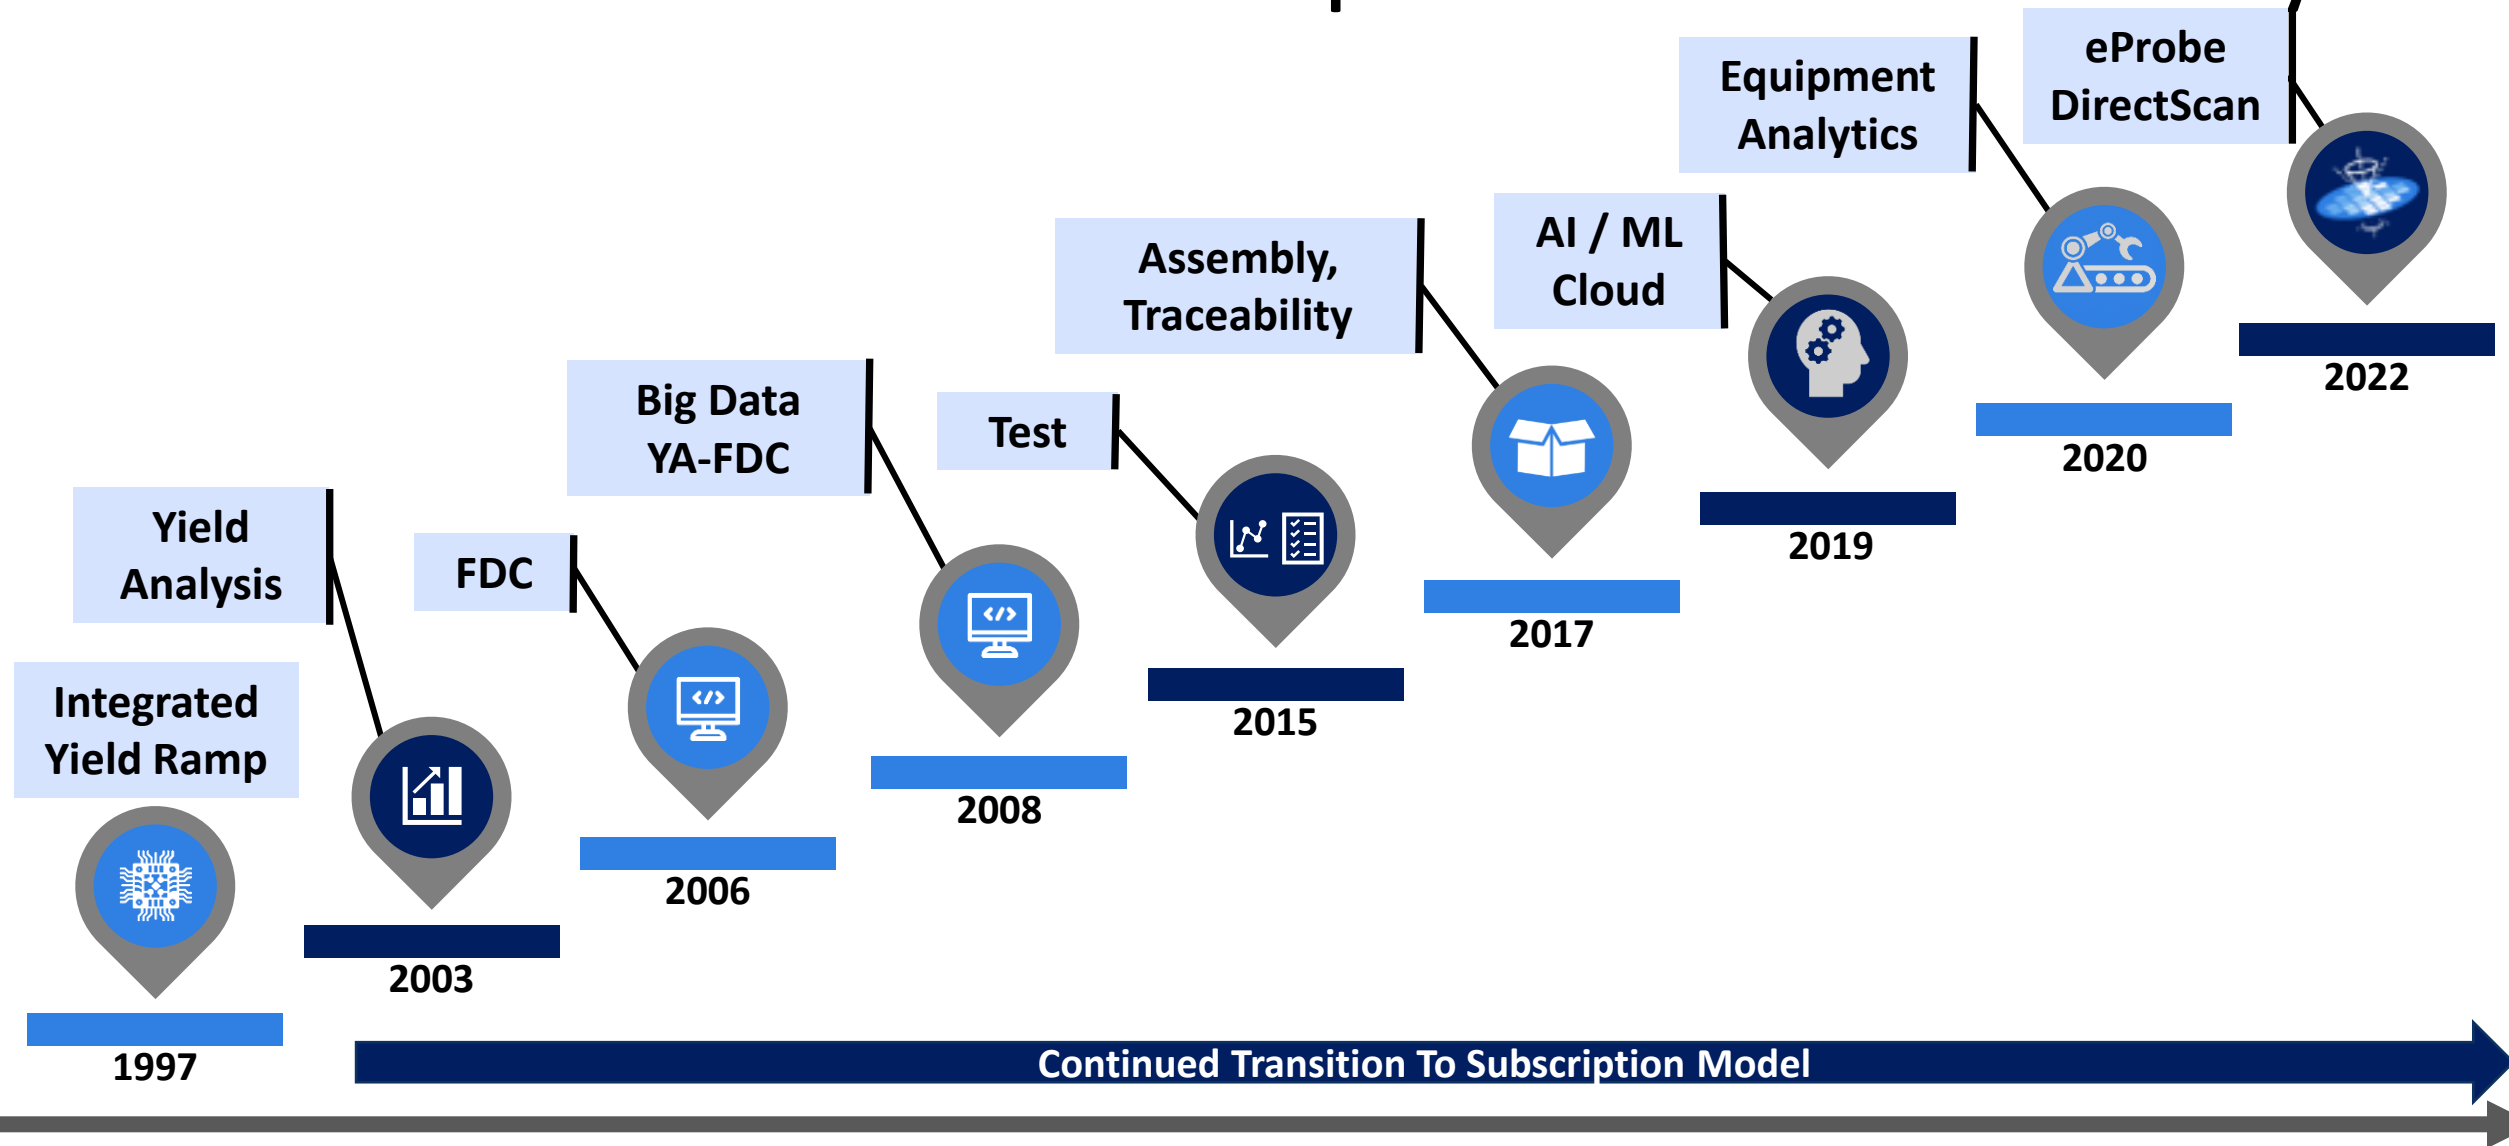 eProbe
DirectScan
2022
Equipment
Analytics
2020
AI / ML
Cloud
2019
Assembly,
Traceability
2017
Test
2015
Big Data
YA-FDC
2008
FDC
2006
Yield
Analysis
2003
Integrated
Yield Ramp
1997
Continued Transition To Subscription Model